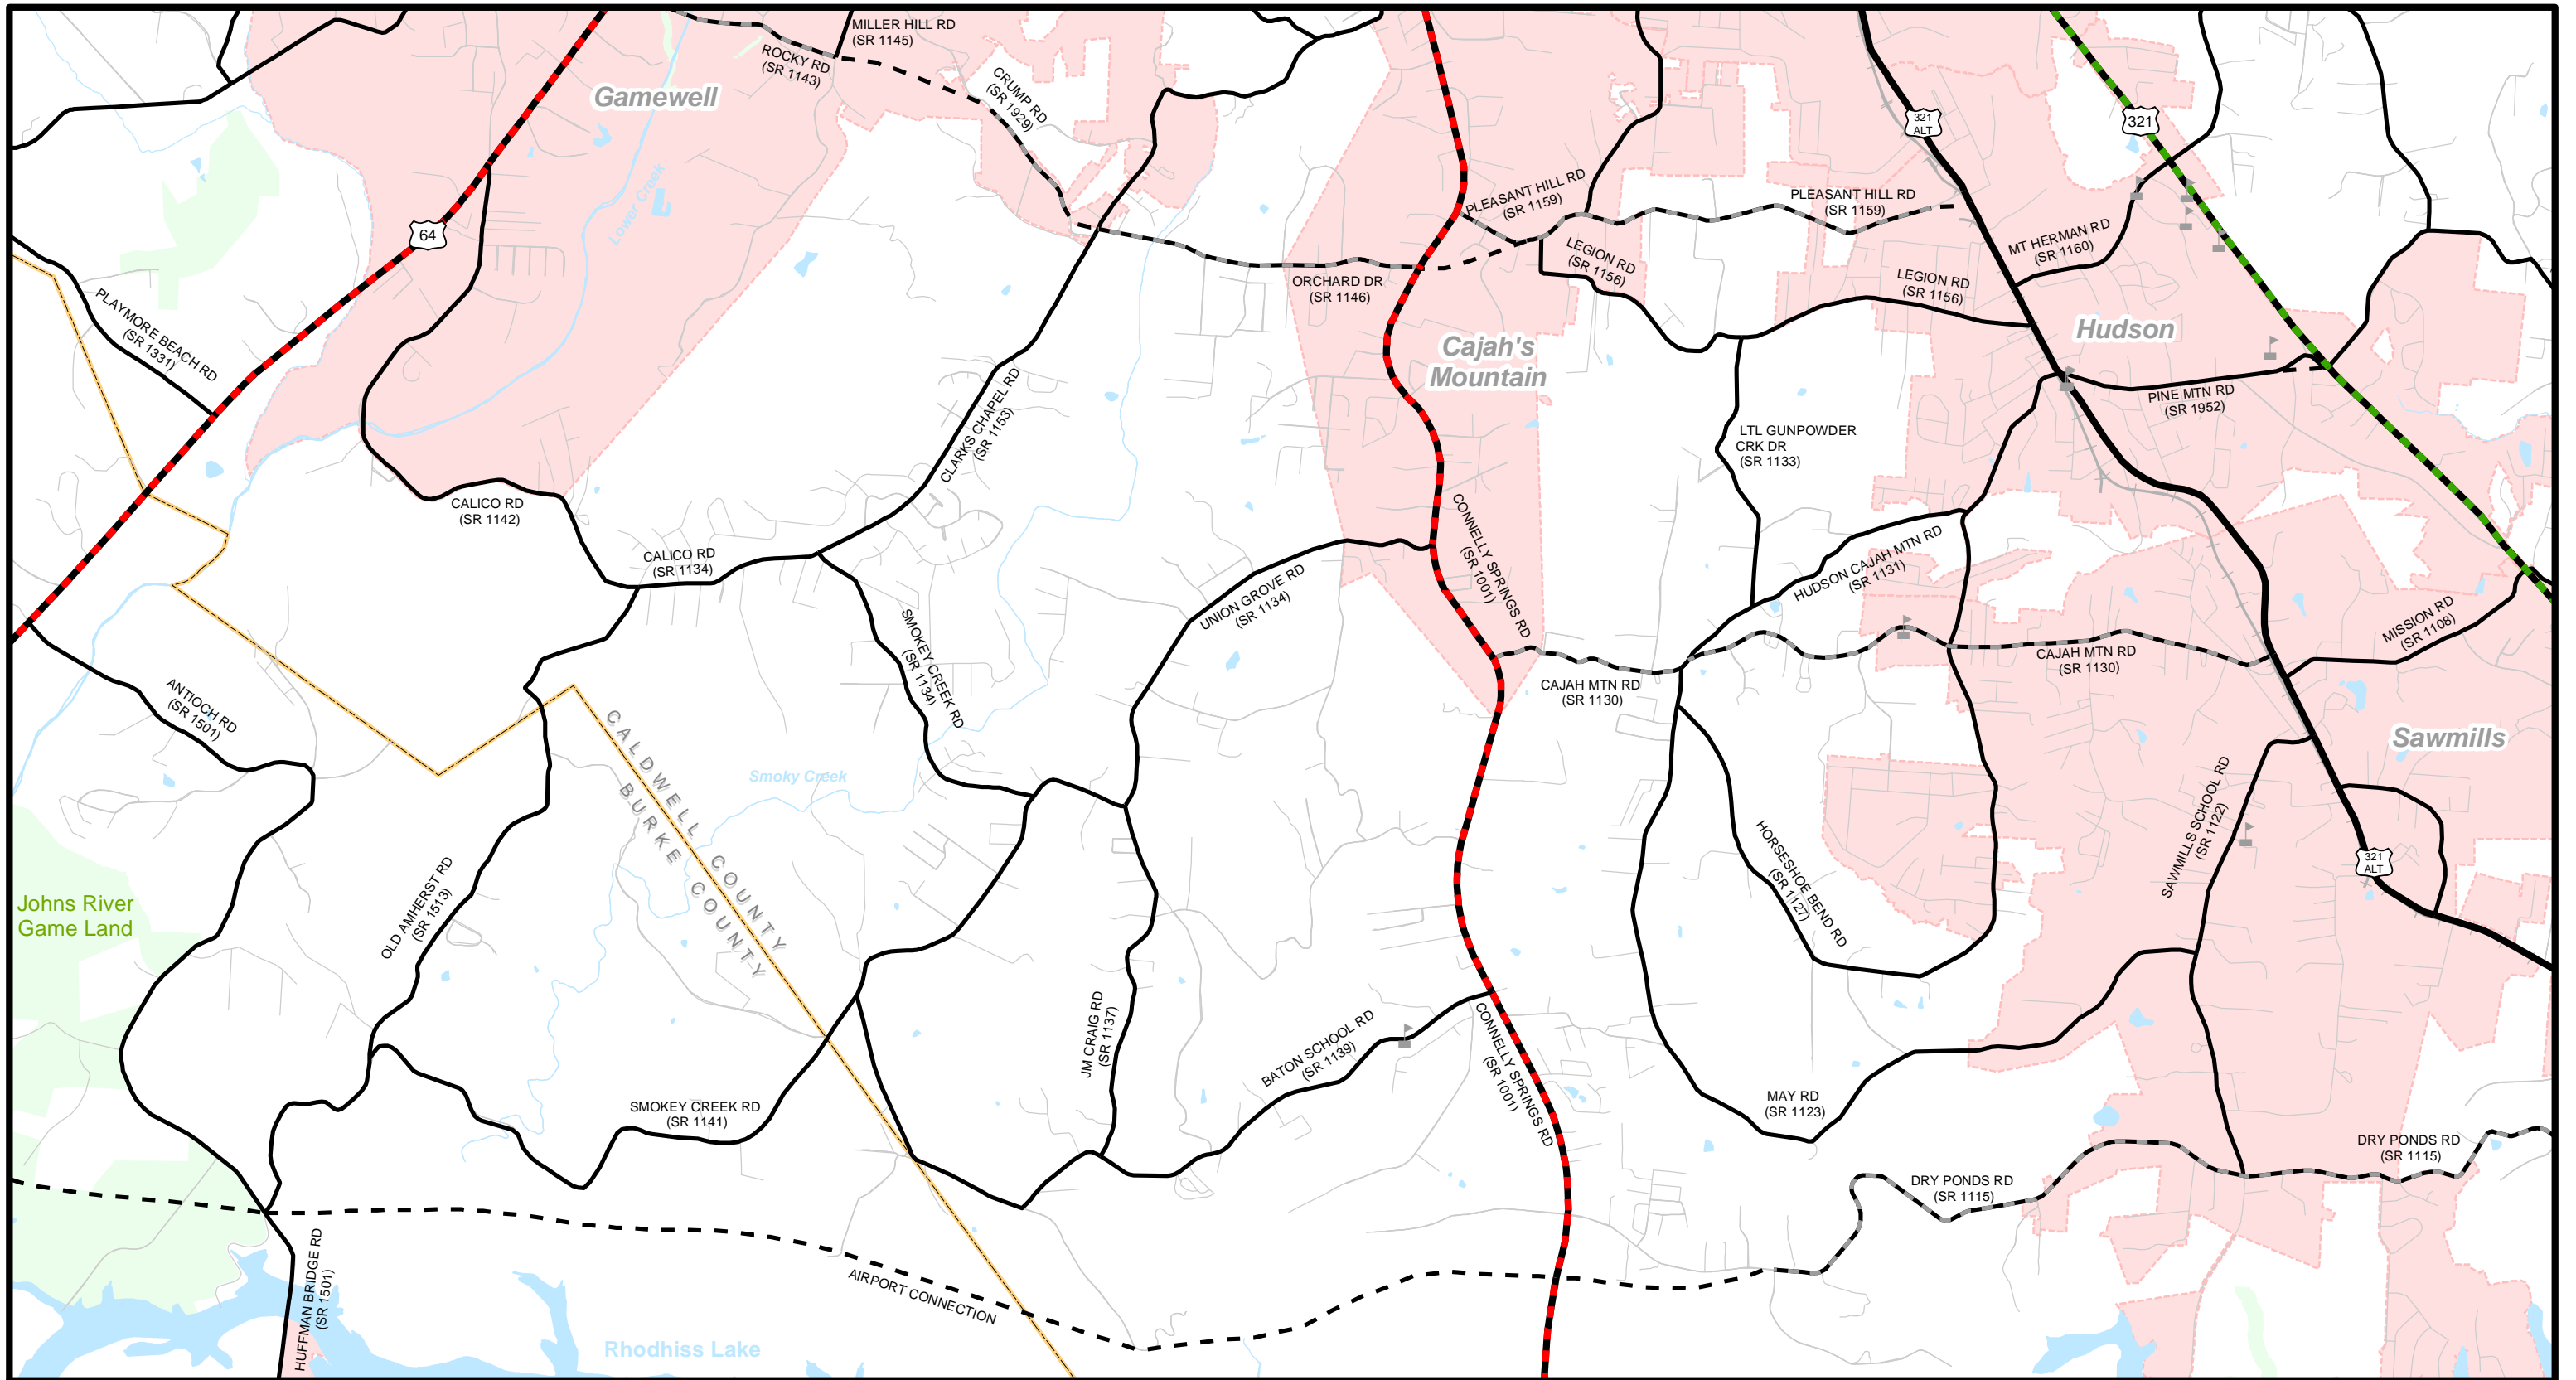 MILLER HILL RD
(SR 1145)
ROCKY RD
(SR 1143)
Gamewell
CRUMP RD
(SR 1929)
Lower Creek
321
ALT
321
64
PLEASANT HILL RD
(SR 1159)
PLEASANT HILL RD
(SR 1159)
LEGION RD
(SR 1156)
MT HERMAN RD
(SR 1160)
LEGION RD
(SR 1156)
ORCHARD DR
(SR 1146)
PLAYMORE BEACH RD
(SR 1331)
Cajah's
Mountain
Hudson
PINE MTN RD
(SR 1952)
CLARKS CHAPEL RD
(SR 1153)
LTL GUNPOWDER
CRK DR
(SR 1133)
CALICO RD
(SR 1142)
CALICO RD
(SR 1134)
CONNELLY SPRINGS RD
(SR 1001)
UNION GROVE RD
(SR 1134)
HUDSON CAJAH MTN RD
(SR 1131)
MISSION RD
(SR 1108)
SMOKEY CREEK RD
(SR 1134)
CAJAH MTN RD
(SR 1130)
CAJAH MTN RD
(SR 1130)
ANTIOCH RD
(SR 1501)
CALDWELL COUNTY
BURKE COUNTY
Smoky Creek
Sawmills
SAWMILLS SCHOOL RD
(SR 1122)
321
ALT
HORSESHOE BEND RD
(SR 1127)
OLD AMHERST RD
(SR 1513)
Johns River
Game Land
JM CRAIG RD
(SR 1137)
BATON SCHOOL RD
(SR 1139)
CONNELLY SPRINGS RD
(SR 1001)
SMOKEY CREEK RD
(SR 1141)
MAY RD
(SR 1123)
DRY PONDS RD
(SR 1115)
DRY PONDS RD
(SR 1115)
HUFFMAN BRIDGE RD
(SR 1501)
AIRPORT CONNECTION
Rhodhiss Lake